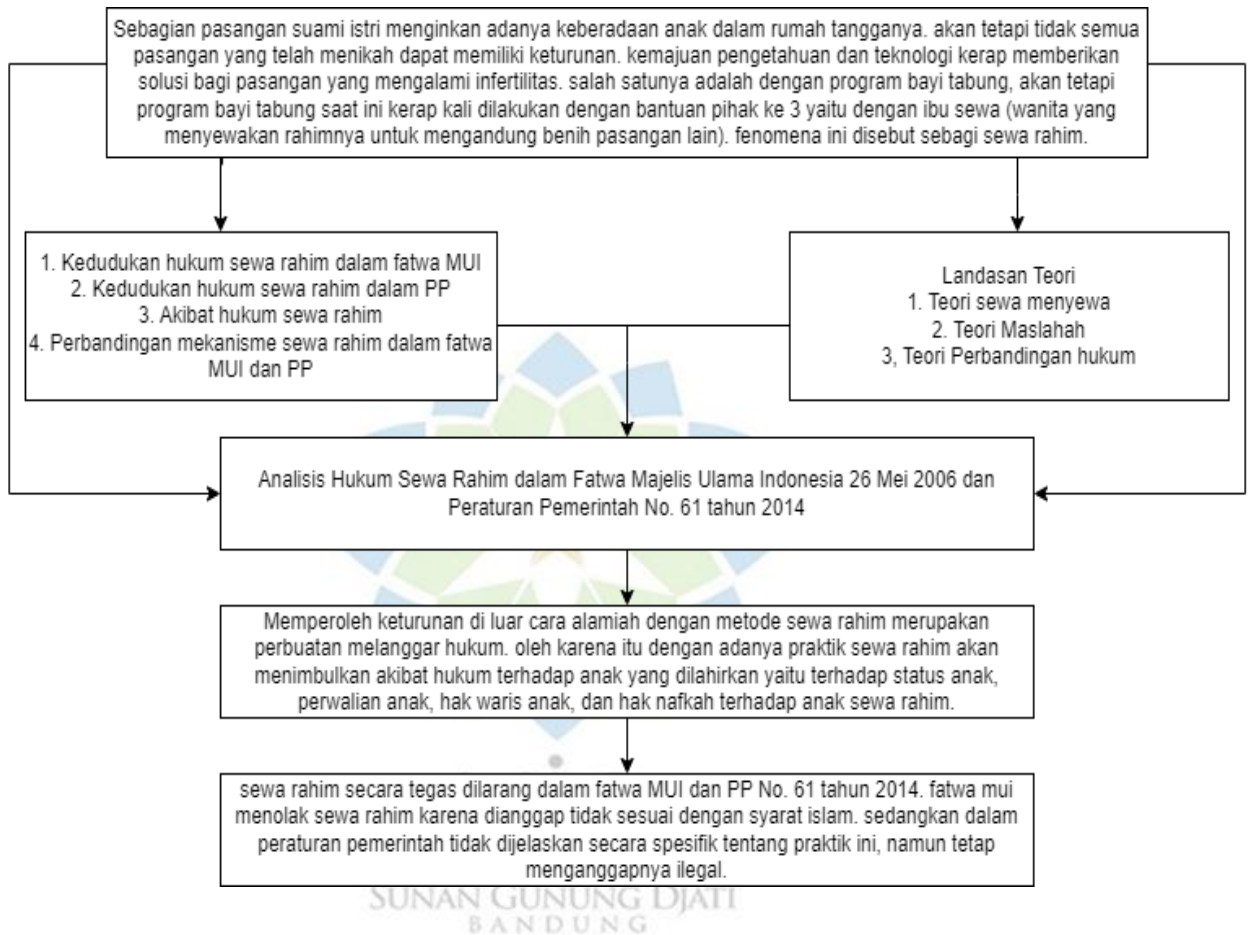 Sebagian pasangan suami istri menginkan adanya keberadaan anak dalam rumah tangganya. akan tetapi tidak semua
pasangan yang telah menikah dapat memiliki keturunan. kemajuan pengetahuan dan teknologi kerap memberikan
solusi bagi pasangan yang mengalami infertilitas. salah satunya adalah dengan program bayi tabung, akan tetapi
program bayi tabung saat ini kerap kali dilakukan dengan bantuan pihak ke 3 yaitu dengan ibu sewa (wanita yang
menyewakan rahimnya untuk mengandung benih pasangan lain). fenomena ini disebut sebagi sewa rahim.
1. Kedudukan hukum sewa rahim dalam fatwa MUI
2. Kedudukan hukum sewa rahim dalam PP
3. Akibat hukum sewa rahim
4. Perbandingan mekanisme sewa rahim dalam fatwa
MUI dan PP
Landasan Teori
1. Teori sewa menyewa
2. Teori Maslahah
3, Teori Perbandingan hukum
Analisis Hukum Sewa Rahim dalam Fatwa Majelis Ulama Indonesia 26 Mei 2006 dan
Peraturan Pemerintah No. 61 tahun 2014
Memperoleh keturunan di luar cara alamiah dengan metode sewa rahim merupakan
perbuatan melanggar hukum. oleh karena itu dengan adanya praktik sewa rahim akan
menimbulkan akibat hukum terhadap anak yang dilahirkan yaitu terhadap status anak,
perwalian anak, hak waris anak, dan hak nafkah terhadap anak sewa rahim.
sewa rahim secara tegas dilarang dalam fatwa MUI dan PP No. 61 tahun 2014. fatwa mui
menolak sewa rahim karena dianggap tidak sesuai dengan syarat islam. sedangkan dalam
peraturan pemerintah tidak dijelaskan secara spesifik tentang praktik ini, namun tetap
menganggapnya ilegal.
SUNAN GUNUNG DJATI
BANDUNG